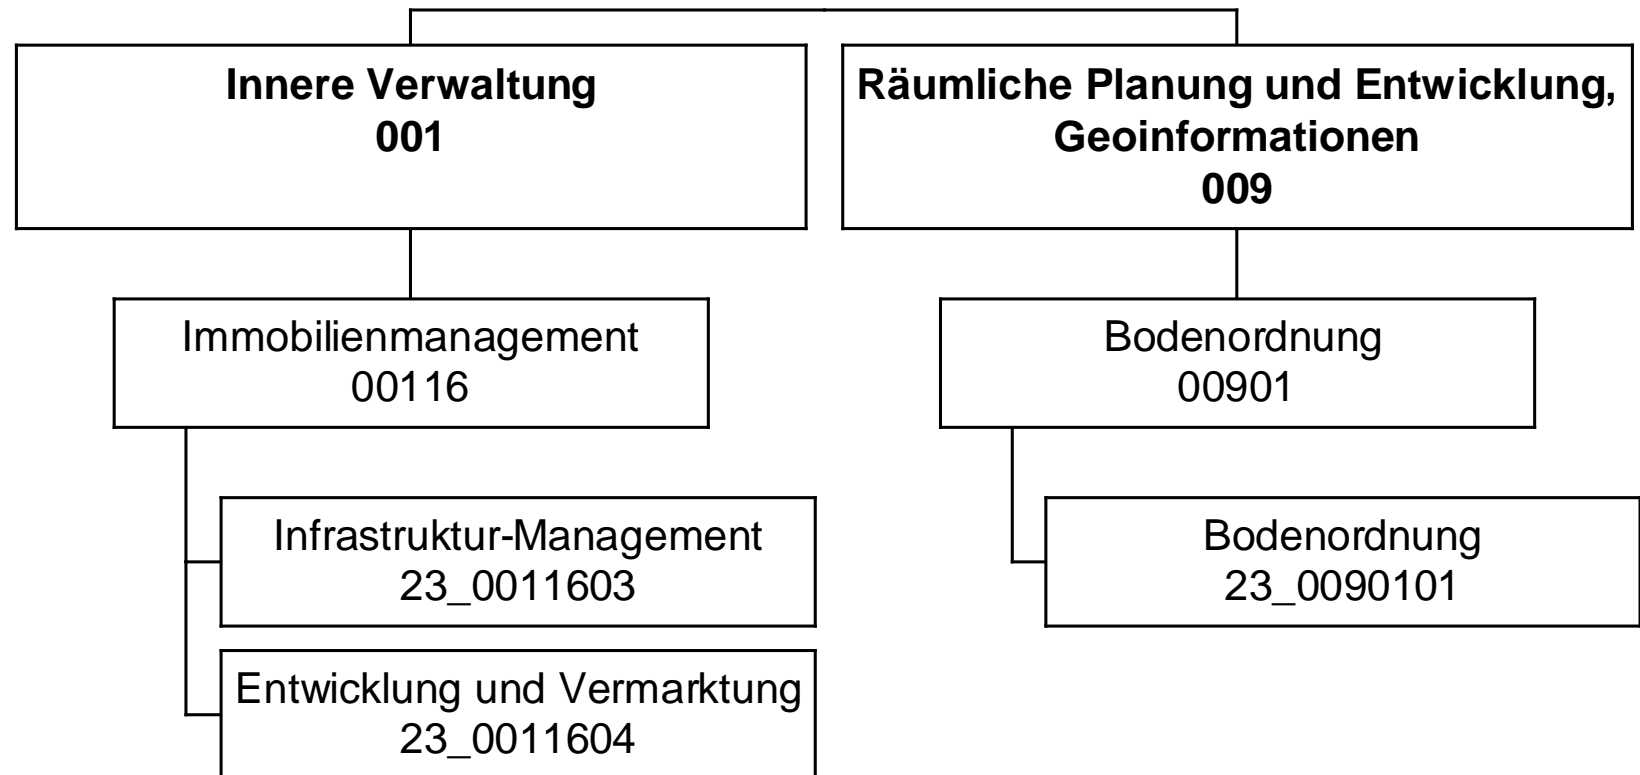 Innere Verwaltung
001
Räumliche Planung und Entwicklung,
Geoinformationen
009
Immobilienmanagement
00116
Bodenordnung
00901
Infrastruktur-Management
23_0011603
Bodenordnung
23_0090101
Entwicklung und Vermarktung
23_0011604